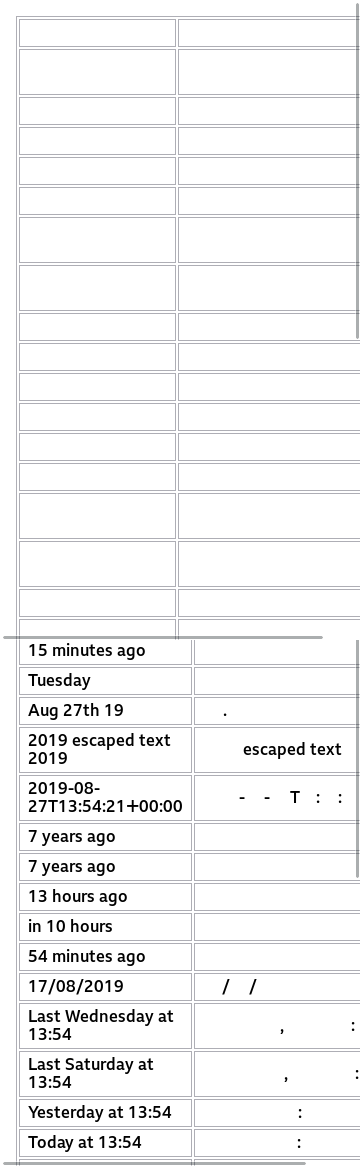 15 minutes ago
Tuesday
Aug 27th 19 .
2019 escaped text
2019
escaped text
2019-08-
27T13:54:21+00:00
- - T : :
7 years ago
7 years ago
13 hours ago
in 10 hours
54 minutes ago
17/08/2019 / /
Last Wednesday at
13:54
, :
Last Saturday at
13:54
, :
Yesterday at 13:54 :
Today at 13:54 :